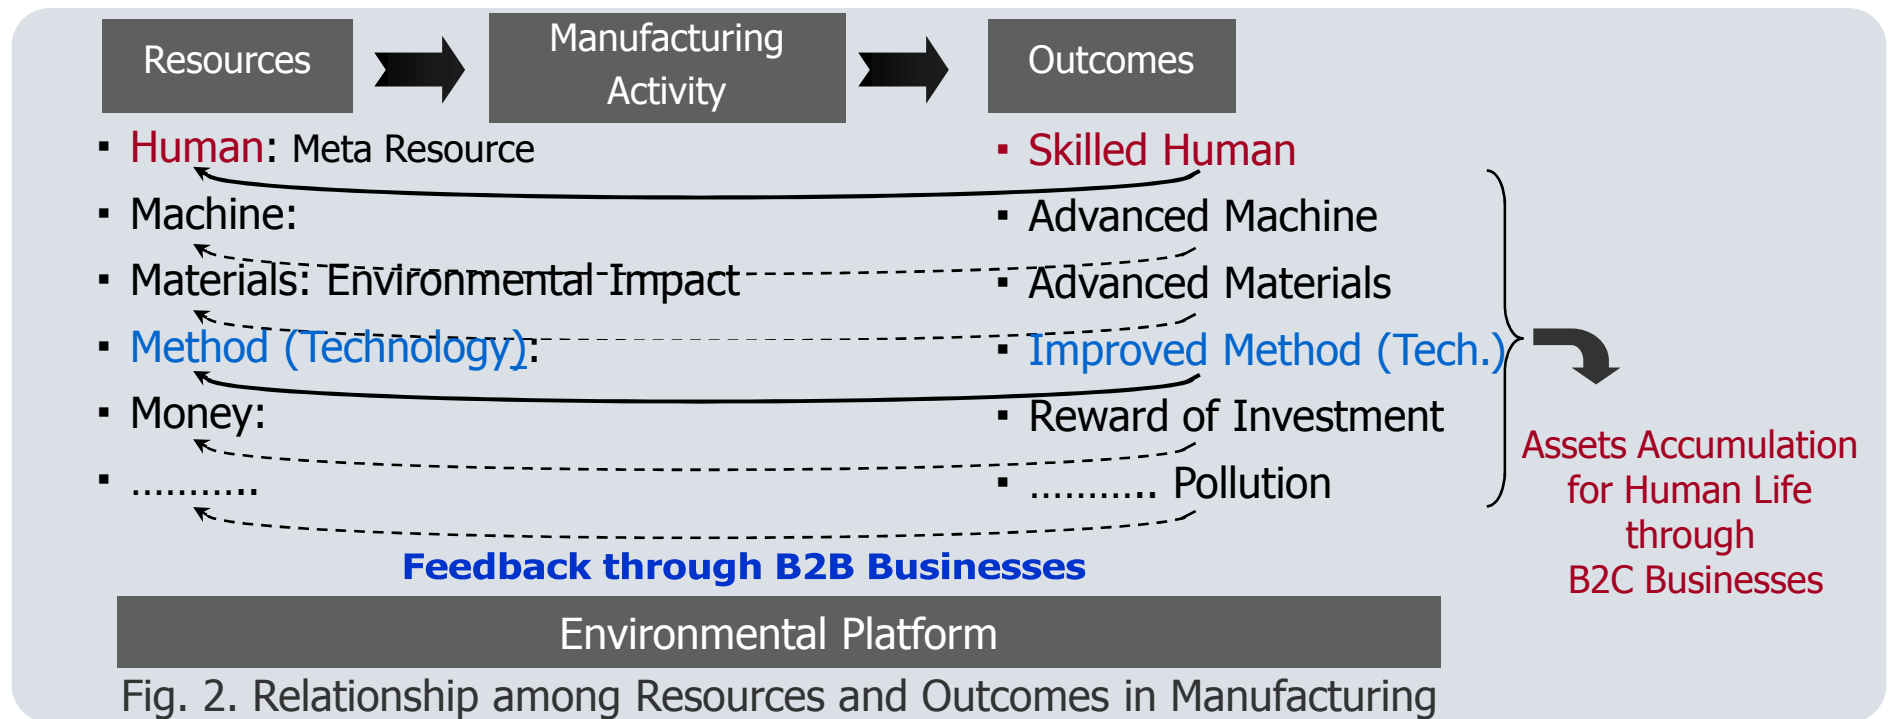 Resources
Manufacturing
Activity
Outcomes
▪ Human: Meta Resource
▪ Skilled Human
▪ Machine:
▪ Advanced Machine
▪ Materials: Environmental Impact
▪ Advanced Materials
▪ Method (Technology):
▪ Improved Method (Tech.)
▪ Money:
▪ Reward of Investment
▪ ………..
▪ ……….. Pollution
Assets Accumulation
for Human Life
through
B2C Businesses
Feedback through B2B Businesses
Environmental Platform
Fig. 2. Relationship among Resources and Outcomes in Manufacturing